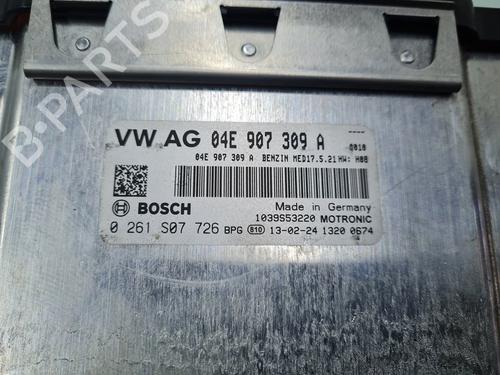 VW AG 04E 907 309 A
0010
04E 907 309 A BENZIN MED17.5.21 HW: H08
BOSCH
Made in Germany
1039S53220 MOTRONIC
0 261 S07 726 BPG 810 13-02-24 1320 0674
B-PARTS